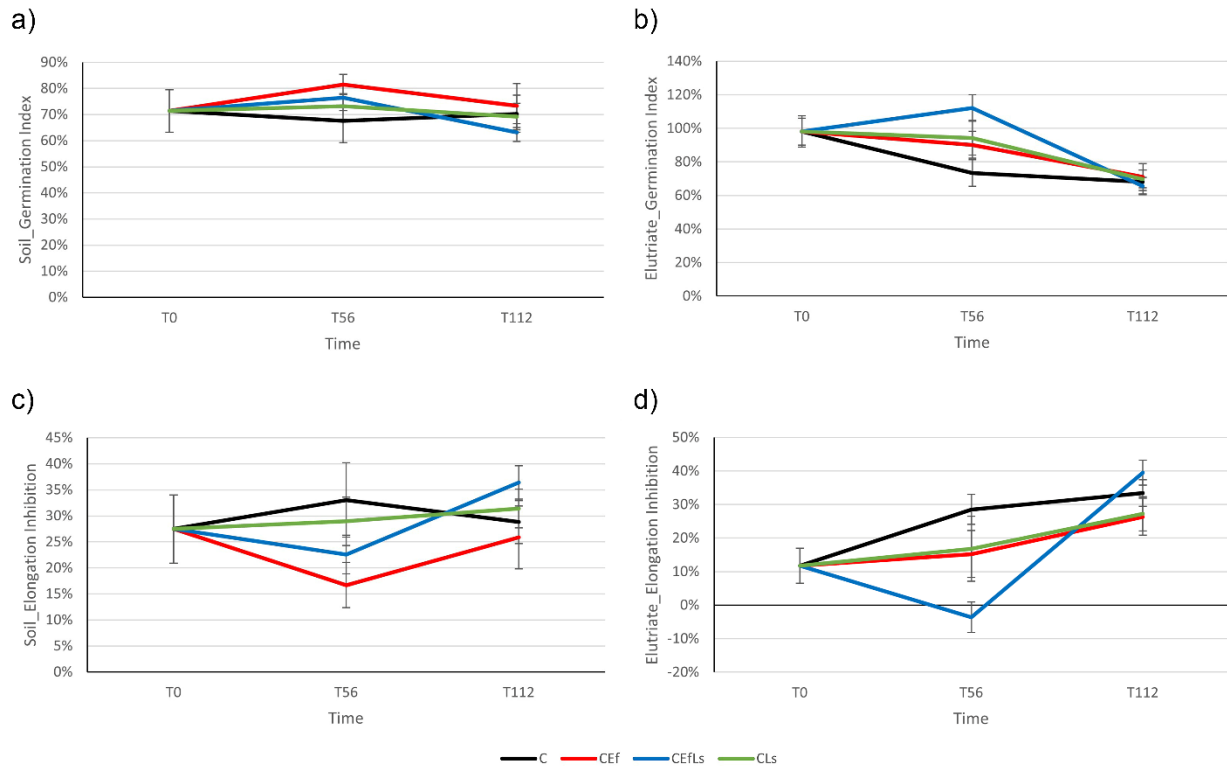 a)
90%
80%
70%
60%
50%
40%
30%
20%
10%
0%
Soil_Germination Index
T0
T56
T112
Time
b)
140%
120%
100%
80%
60%
40%
20%
0%
Elutriate_Germination Index
T0
T56
T112
Time
c)
45%
40%
35%
30%
25%
20%
15%
10%
5%
0%
Soil_Elongation Inhibition
T0
T56
T112
Time
d)
50%
40%
30%
20%
10%
0%
-10%
-20%
Elutriate_Elongation Inhibition
T0
T56
T112
Time
C CEf CEfLs CLs